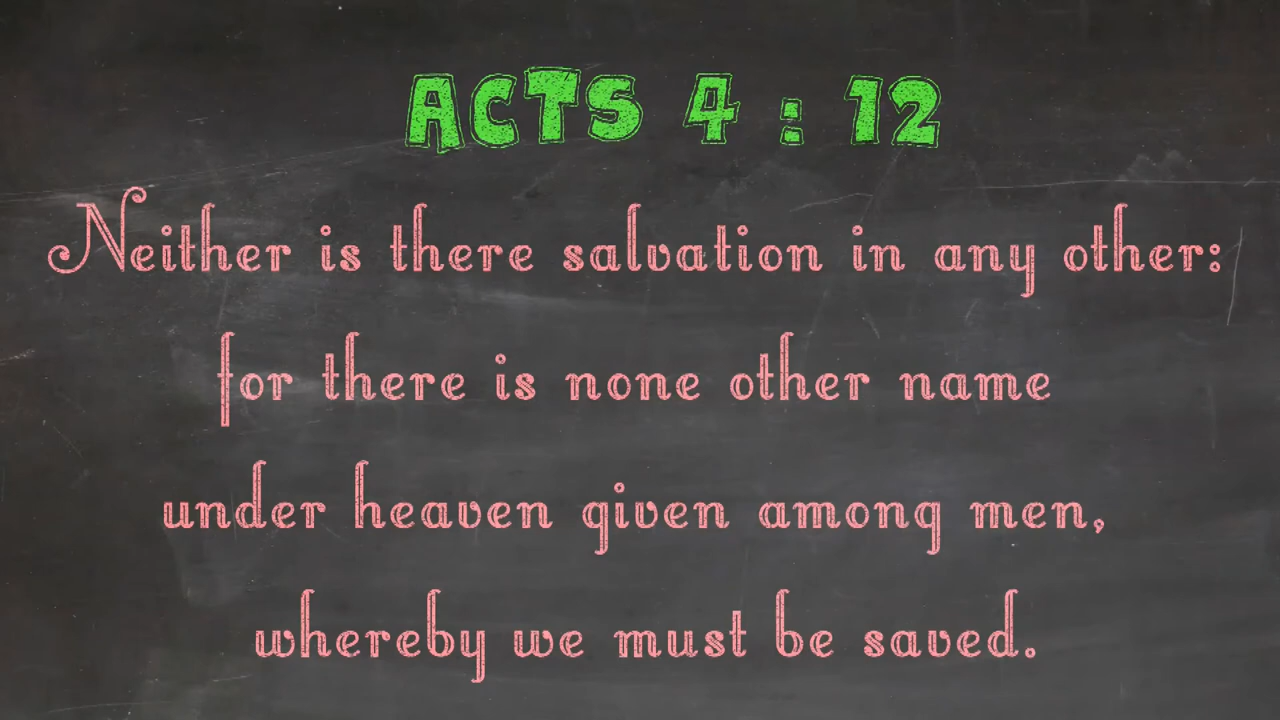 ACTS 4 : 12
Neither is there salvation in any other:
for there is none other name
under heaven given among men,
whereby we must be saved.